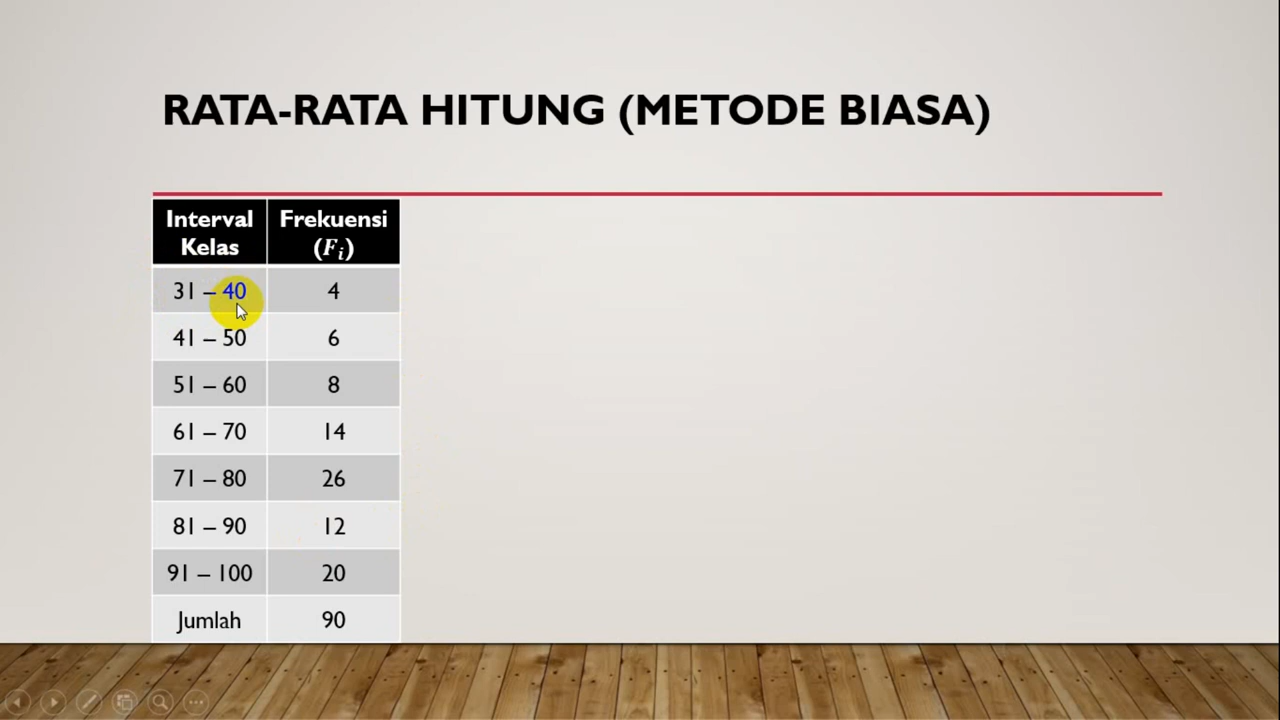 RATA-RATA HITUNG (METODE BIASA)
Interval Kelas Frekuensi (Fᵢ)
31 – 40 4
41 – 50 6
51 – 60 8
61 – 70 14
71 – 80 26
81 – 90 12
91 – 100 20
Jumlah 90